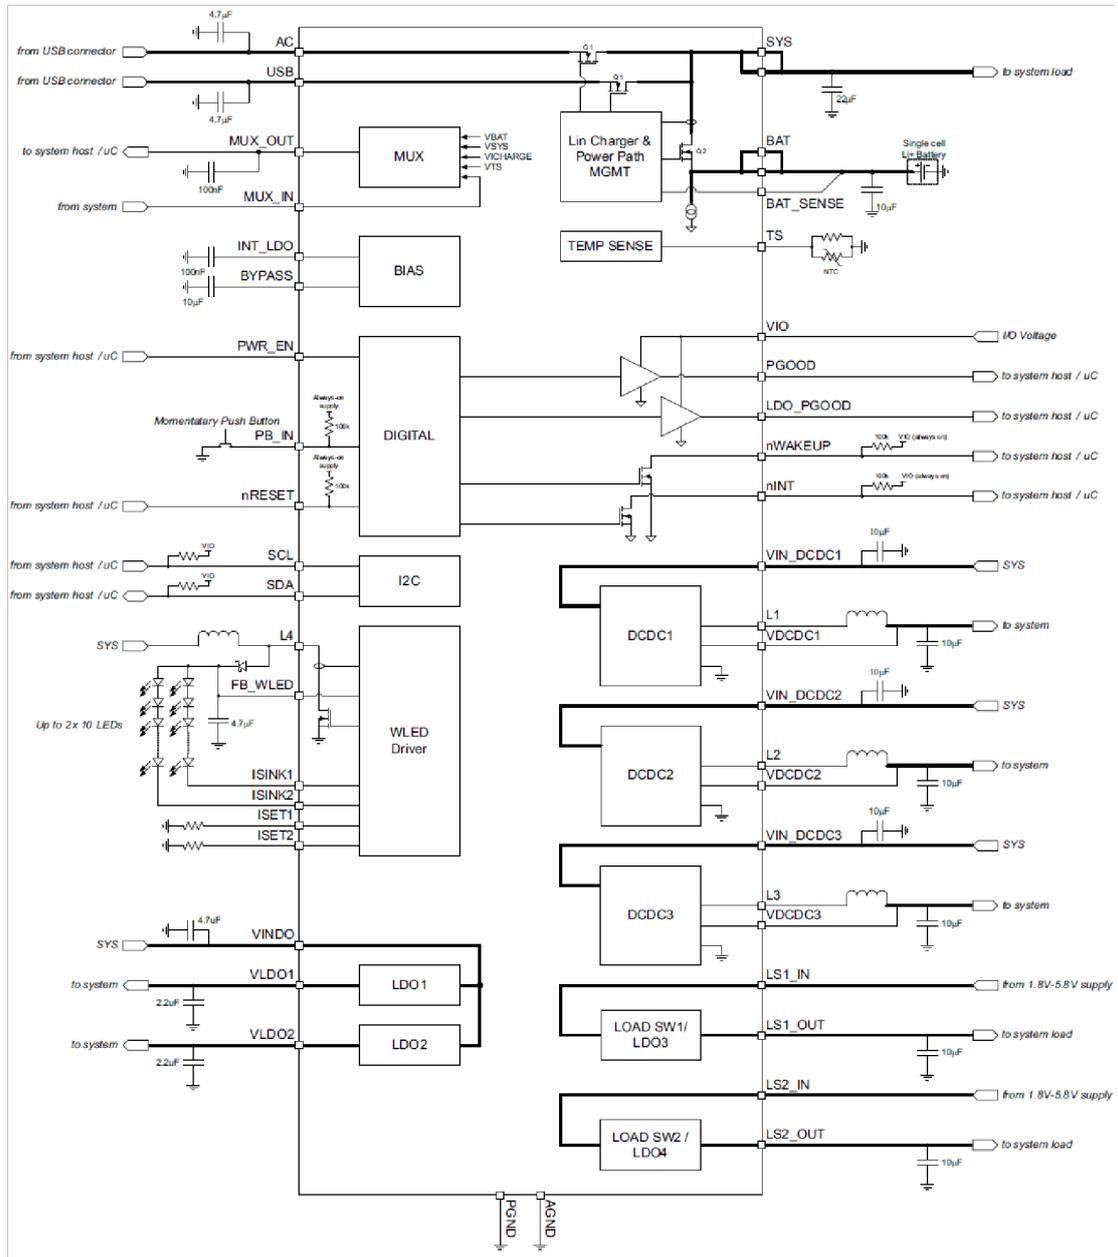 4.7µF
from USB connector
AC
Q1
SYS
from USB connector
USB
Q1
to system load
22µF
4.7µF
to system host / uC
MUX_OUT
100nF
MUX
VBAT
VSYS
VICHARGE
VTS
from system
MUX_IN
Lin Charger &
Power Path
MGMT
Q2
BAT
Single cell
Li+ Battery
BAT_SENSE
10µF
TS
TEMP SENSE
NTC
INT_LDO
100nF
BYPASS
10µF
BIAS
VIO
I/O Voltage
from system host / uC
PWR_EN
PGOOD
to system host / uC
Always-on
supply
100k
LDO_PGOOD
to system host / uC
Momentatary Push Button
PB_IN
DIGITAL
nWAKEUP
100k
VIO (always on)
to system host / uC
Always-on
supply
100k
from system host / uC
nRESET
nINT
100k
VIO (always on)
to system host / uC
VIO
from system host / uC
SCL
VIO
from system host / uC
SDA
I2C
10µF
VIN_DCDC1
SYS
DCDC1
L1
to system
VDCDC1
10µF
SYS
L4
FB_WLED
4.7µF
Up to 2x 10 LEDs
WLED
Driver
ISINK1
ISINK2
ISET1
ISET2
10µF
VIN_DCDC2
SYS
DCDC2
L2
to system
VDCDC2
10µF
10µF
VIN_DCDC3
SYS
DCDC3
L3
to system
VDCDC3
10µF
4.7uF
SYS
VINDO
to system
VLDO1
LDO1
2.2uF
to system
VLDO2
LDO2
2.2uF
LS1_IN
from 1.8V-5.8V supply
LOAD SW1/
LDO3
LS1_OUT
to system load
10µF
LS2_IN
from 1.8V-5.8V supply
LOAD SW2 /
LDO4
LS2_OUT
to system load
10µF
PGND
AGND